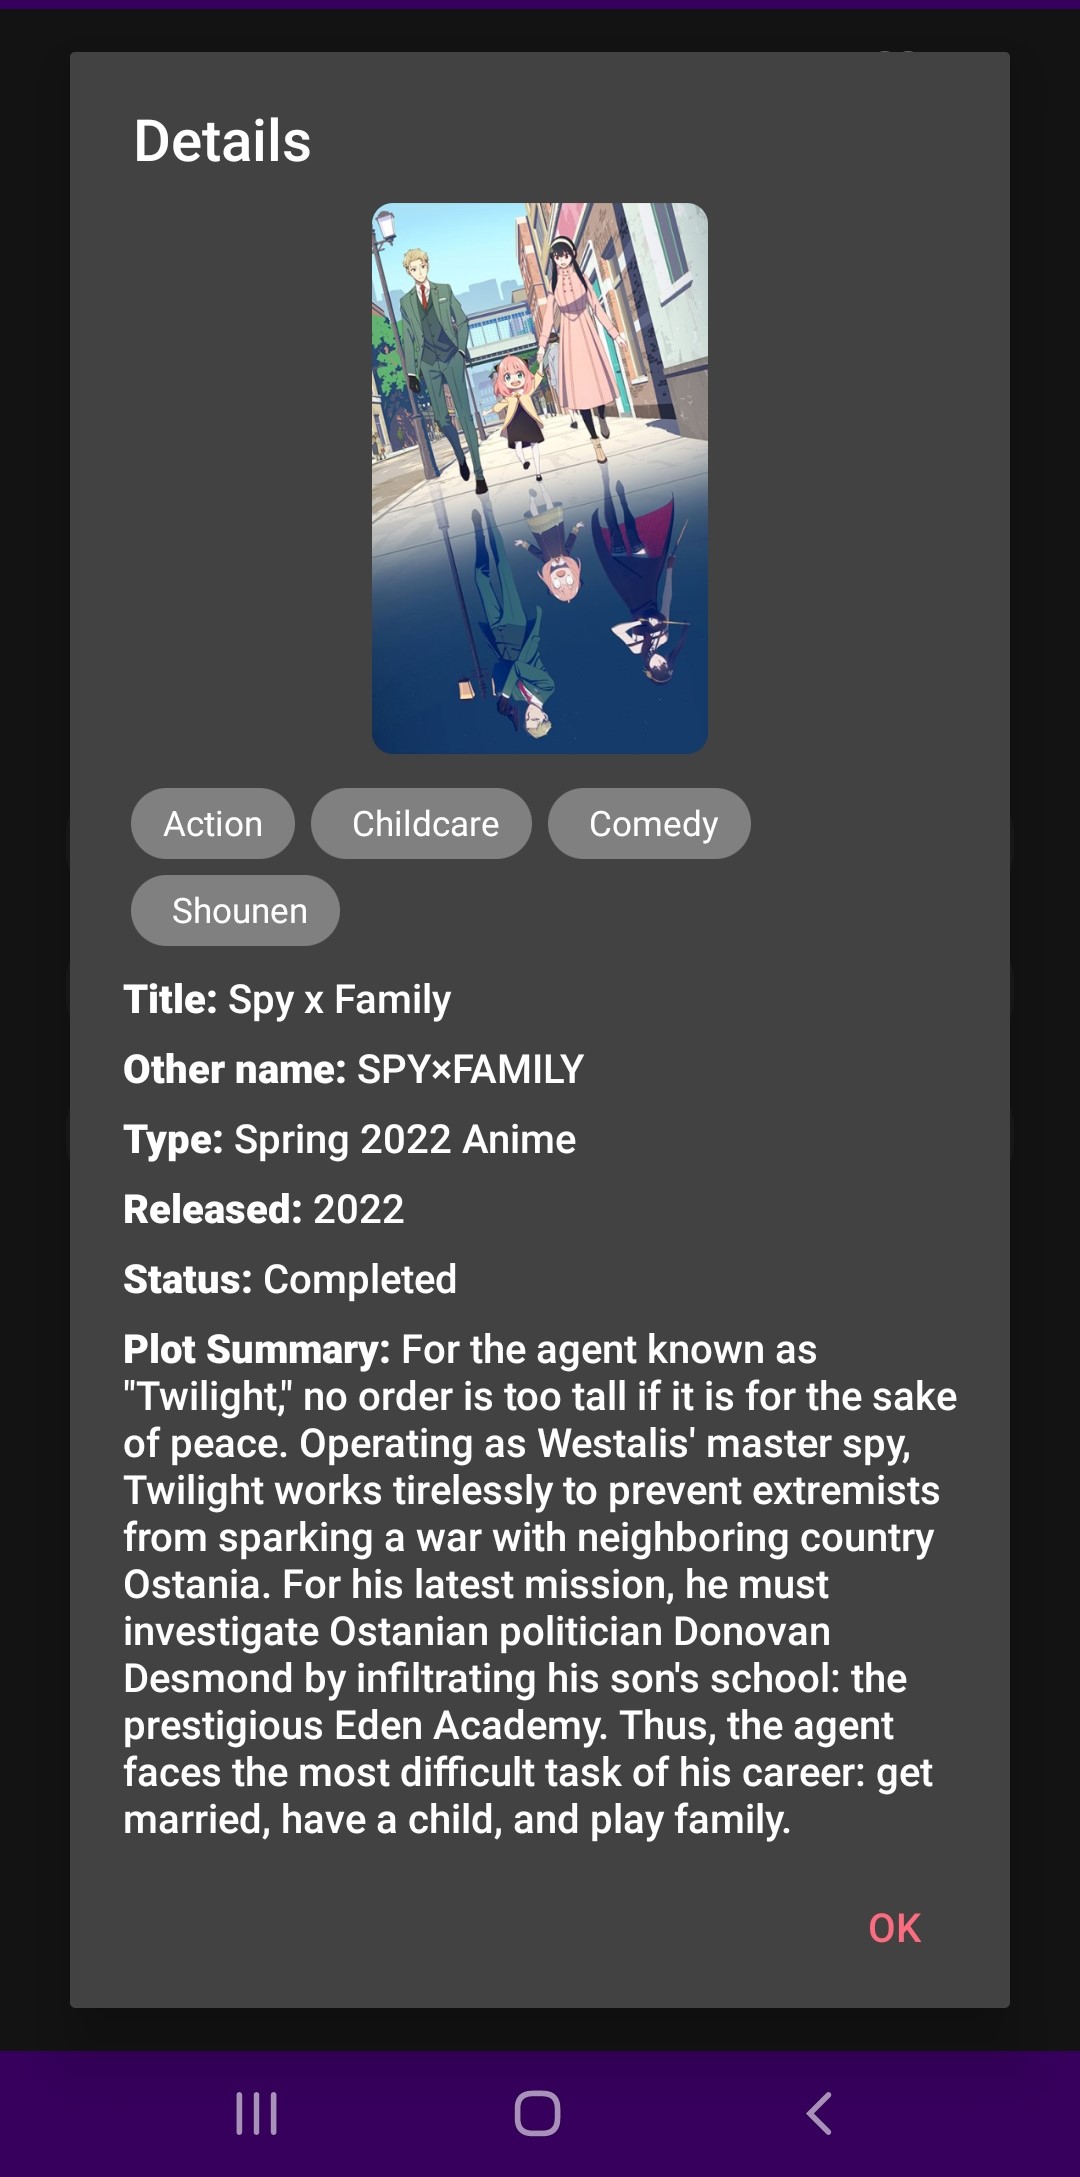 Details
Action Childcare Comedy
Shounen
Title: Spy x Family
Other name: SPY×FAMILY
Type: Spring 2022 Anime
Released: 2022
Status: Completed
Plot Summary: For the agent known as
"Twilight," no order is too tall if it is for the sake
of peace. Operating as Westalis' master spy,
Twilight works tirelessly to prevent extremists
from sparking a war with neighboring country
Ostania. For his latest mission, he must
investigate Ostanian politician Donovan
Desmond by infiltrating his son's school: the
prestigious Eden Academy. Thus, the agent
faces the most difficult task of his career: get
married, have a child, and play family.
OK